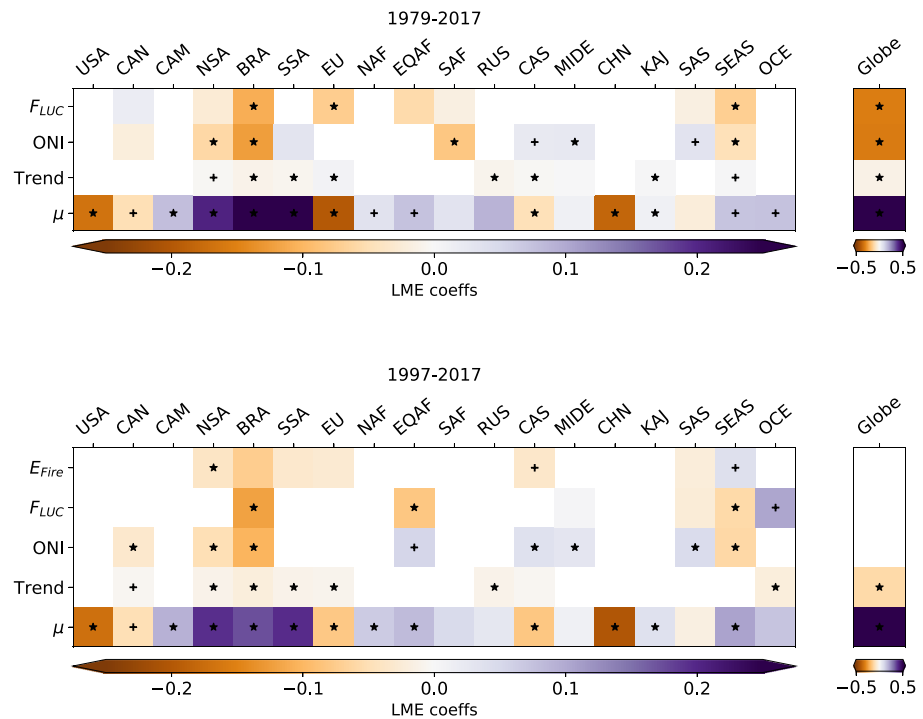 1979-2017
USA CAN CAM NSA BRA SSA EU NAF EQAF SAF RUS CAS MIDE CHN KAJ SAS SEAS OCE Globe
F_LUC
ONI
Trend
μ
−0.2 −0.1 0.0 0.1 0.2 −0.5 0.5
LME coeffs
1997-2017
USA CAN CAM NSA BRA SSA EU NAF EQAF SAF RUS CAS MIDE CHN KAJ SAS SEAS OCE Globe
E_Fire
F_LUC
ONI
Trend
μ
−0.2 −0.1 0.0 0.1 0.2 −0.5 0.5
LME coeffs